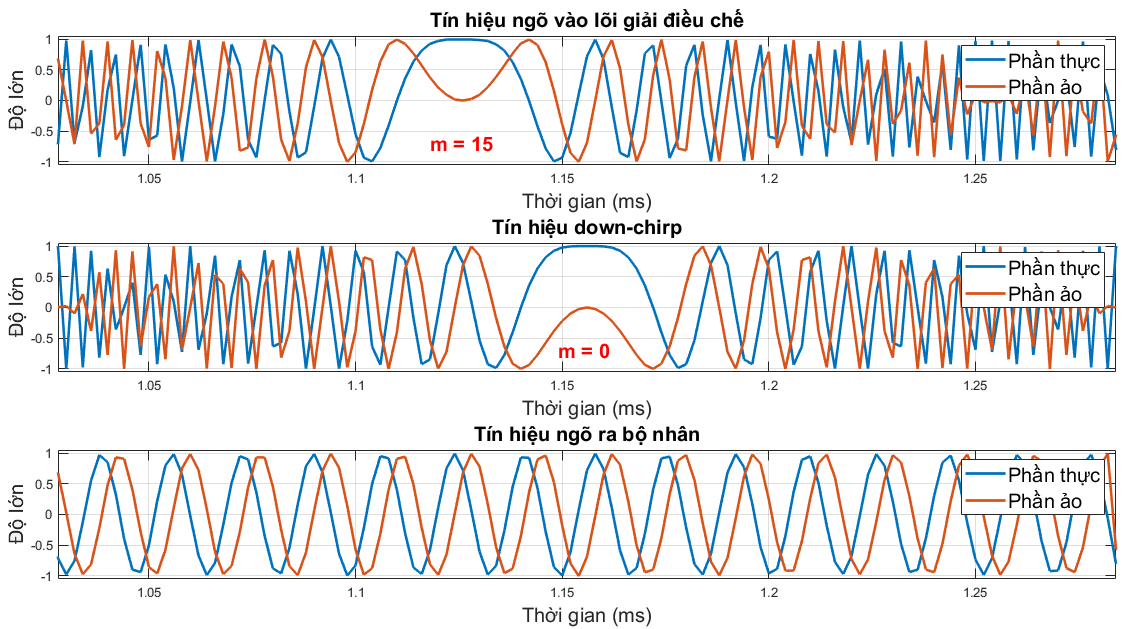 Tín hiệu ngõ vào lõi giải điều chế
Độ lớn
1
0.5
0
-0.5
-1
m = 15
Phần thực
Phần ảo
1.05
1.1
1.15
1.2
1.25
Thời gian (ms)
Tín hiệu down-chirp
Độ lớn
1
0.5
0
-0.5
-1
m = 0
Phần thực
Phần ảo
1.05
1.1
1.15
1.2
1.25
Thời gian (ms)
Tín hiệu ngõ ra bộ nhân
Độ lớn
1
0.5
0
-0.5
-1
Phần thực
Phần ảo
1.05
1.1
1.15
1.2
1.25
Thời gian (ms)